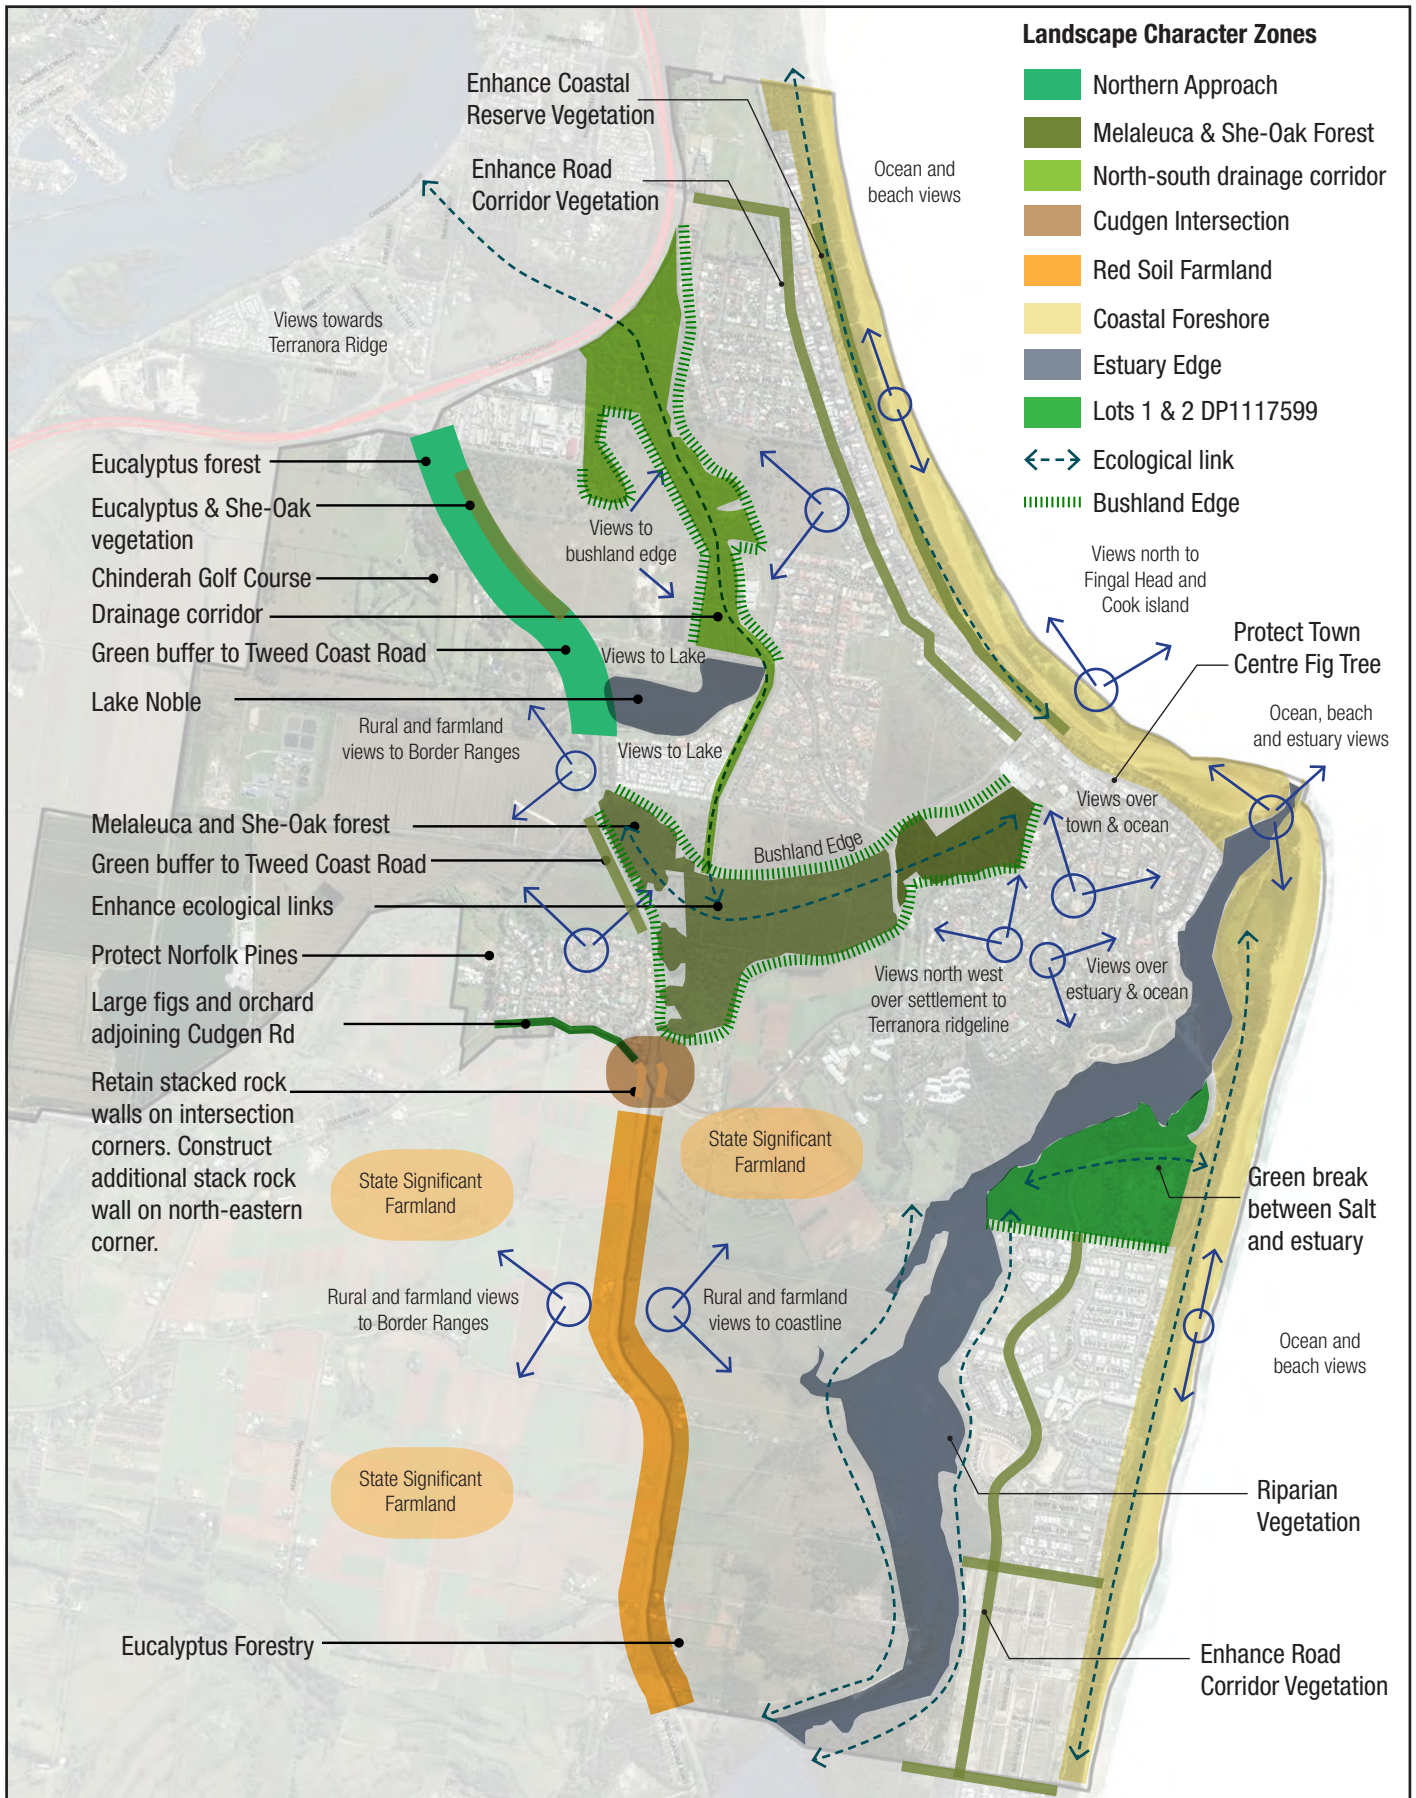 Landscape Character Zones
Northern Approach
Melaleuca & She-Oak Forest
North-south drainage corridor
Cudgen Intersection
Red Soil Farmland
Coastal Foreshore
Estuary Edge
Lots 1 & 2 DP1117599
Ecological link
Bushland Edge
Enhance Coastal
Reserve Vegetation
Enhance Road
Corridor Vegetation
Ocean and
beach views
Views towards
Terranora Ridge
PACIFIC HIGHWAY
Eucalyptus forest
Eucalyptus & She-Oak
vegetation
Chinderah Golf Course
Drainage corridor
Green buffer to Tweed Coast Road
Lake Noble
Views to
bushland edge
Views to Lake
Views to Lake
Rural and farmland
views to Border Ranges
Views north to
Fingal Head and
Cook island
Protect Town
Centre Fig Tree
Ocean, beach
and estuary views
Views over
town & ocean
Melaleuca and She-Oak forest
Green buffer to Tweed Coast Road
Enhance ecological links
Bushland Edge
Protect Norfolk Pines
Large figs and orchard
adjoining Cudgen Rd
Views north west
over settlement to
Terranora ridgeline
Views over
estuary & ocean
Retain stacked rock
walls on intersection
corners. Construct
additional stack rock
wall on north-eastern
corner.
State Significant
Farmland
State Significant
Farmland
Green break
between Salt
and estuary
Rural and farmland views
to Border Ranges
Rural and farmland
views to coastline
Ocean and
beach views
State Significant
Farmland
Riparian
Vegetation
Eucalyptus Forestry
Enhance Road
Corridor Vegetation